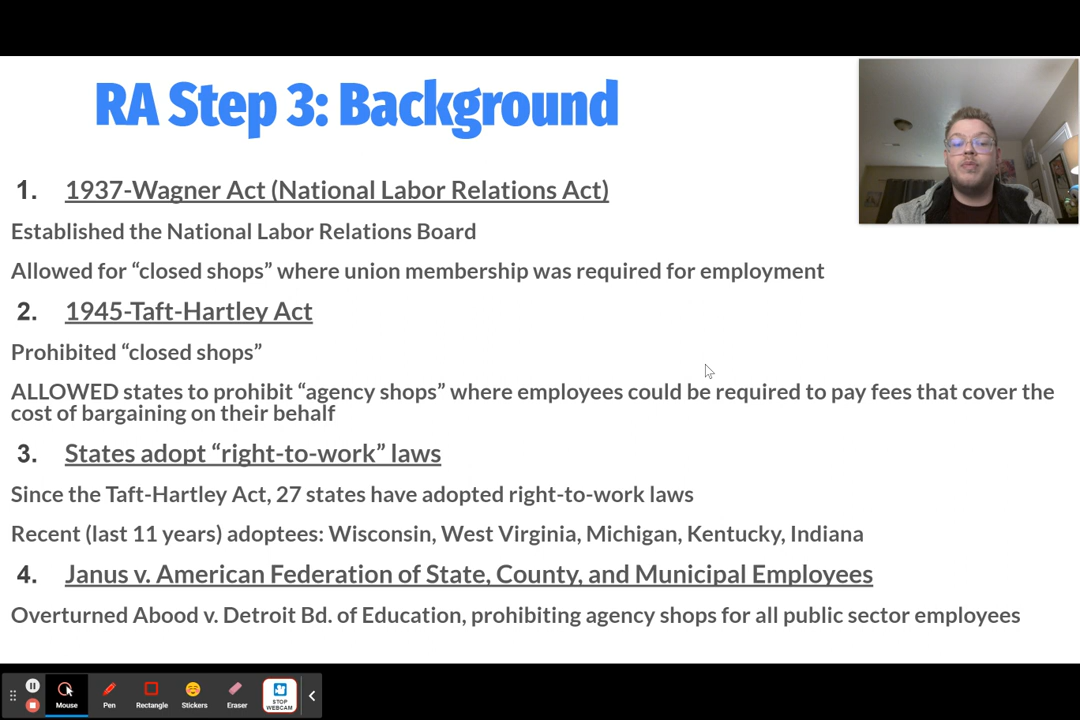 RA Step 3: Background
1. 1937-Wagner Act (National Labor Relations Act)
Established the National Labor Relations Board
Allowed for “closed shops” where union membership was required for employment
2. 1945-Taft-Hartley Act
Prohibited “closed shops”
ALLOWED states to prohibit “agency shops” where employees could be required to pay fees that cover the
cost of bargaining on their behalf
3. States adopt “right-to-work” laws
Since the Taft-Hartley Act, 27 states have adopted right-to-work laws
Recent (last 11 years) adoptees: Wisconsin, West Virginia, Michigan, Kentucky, Indiana
4. Janus v. American Federation of State, County, and Municipal Employees
Overturned Abood v. Detroit Bd. of Education, prohibiting agency shops for all public sector employees
Mouse Pen Rectangle Stickers Eraser STOP
WEBCAM